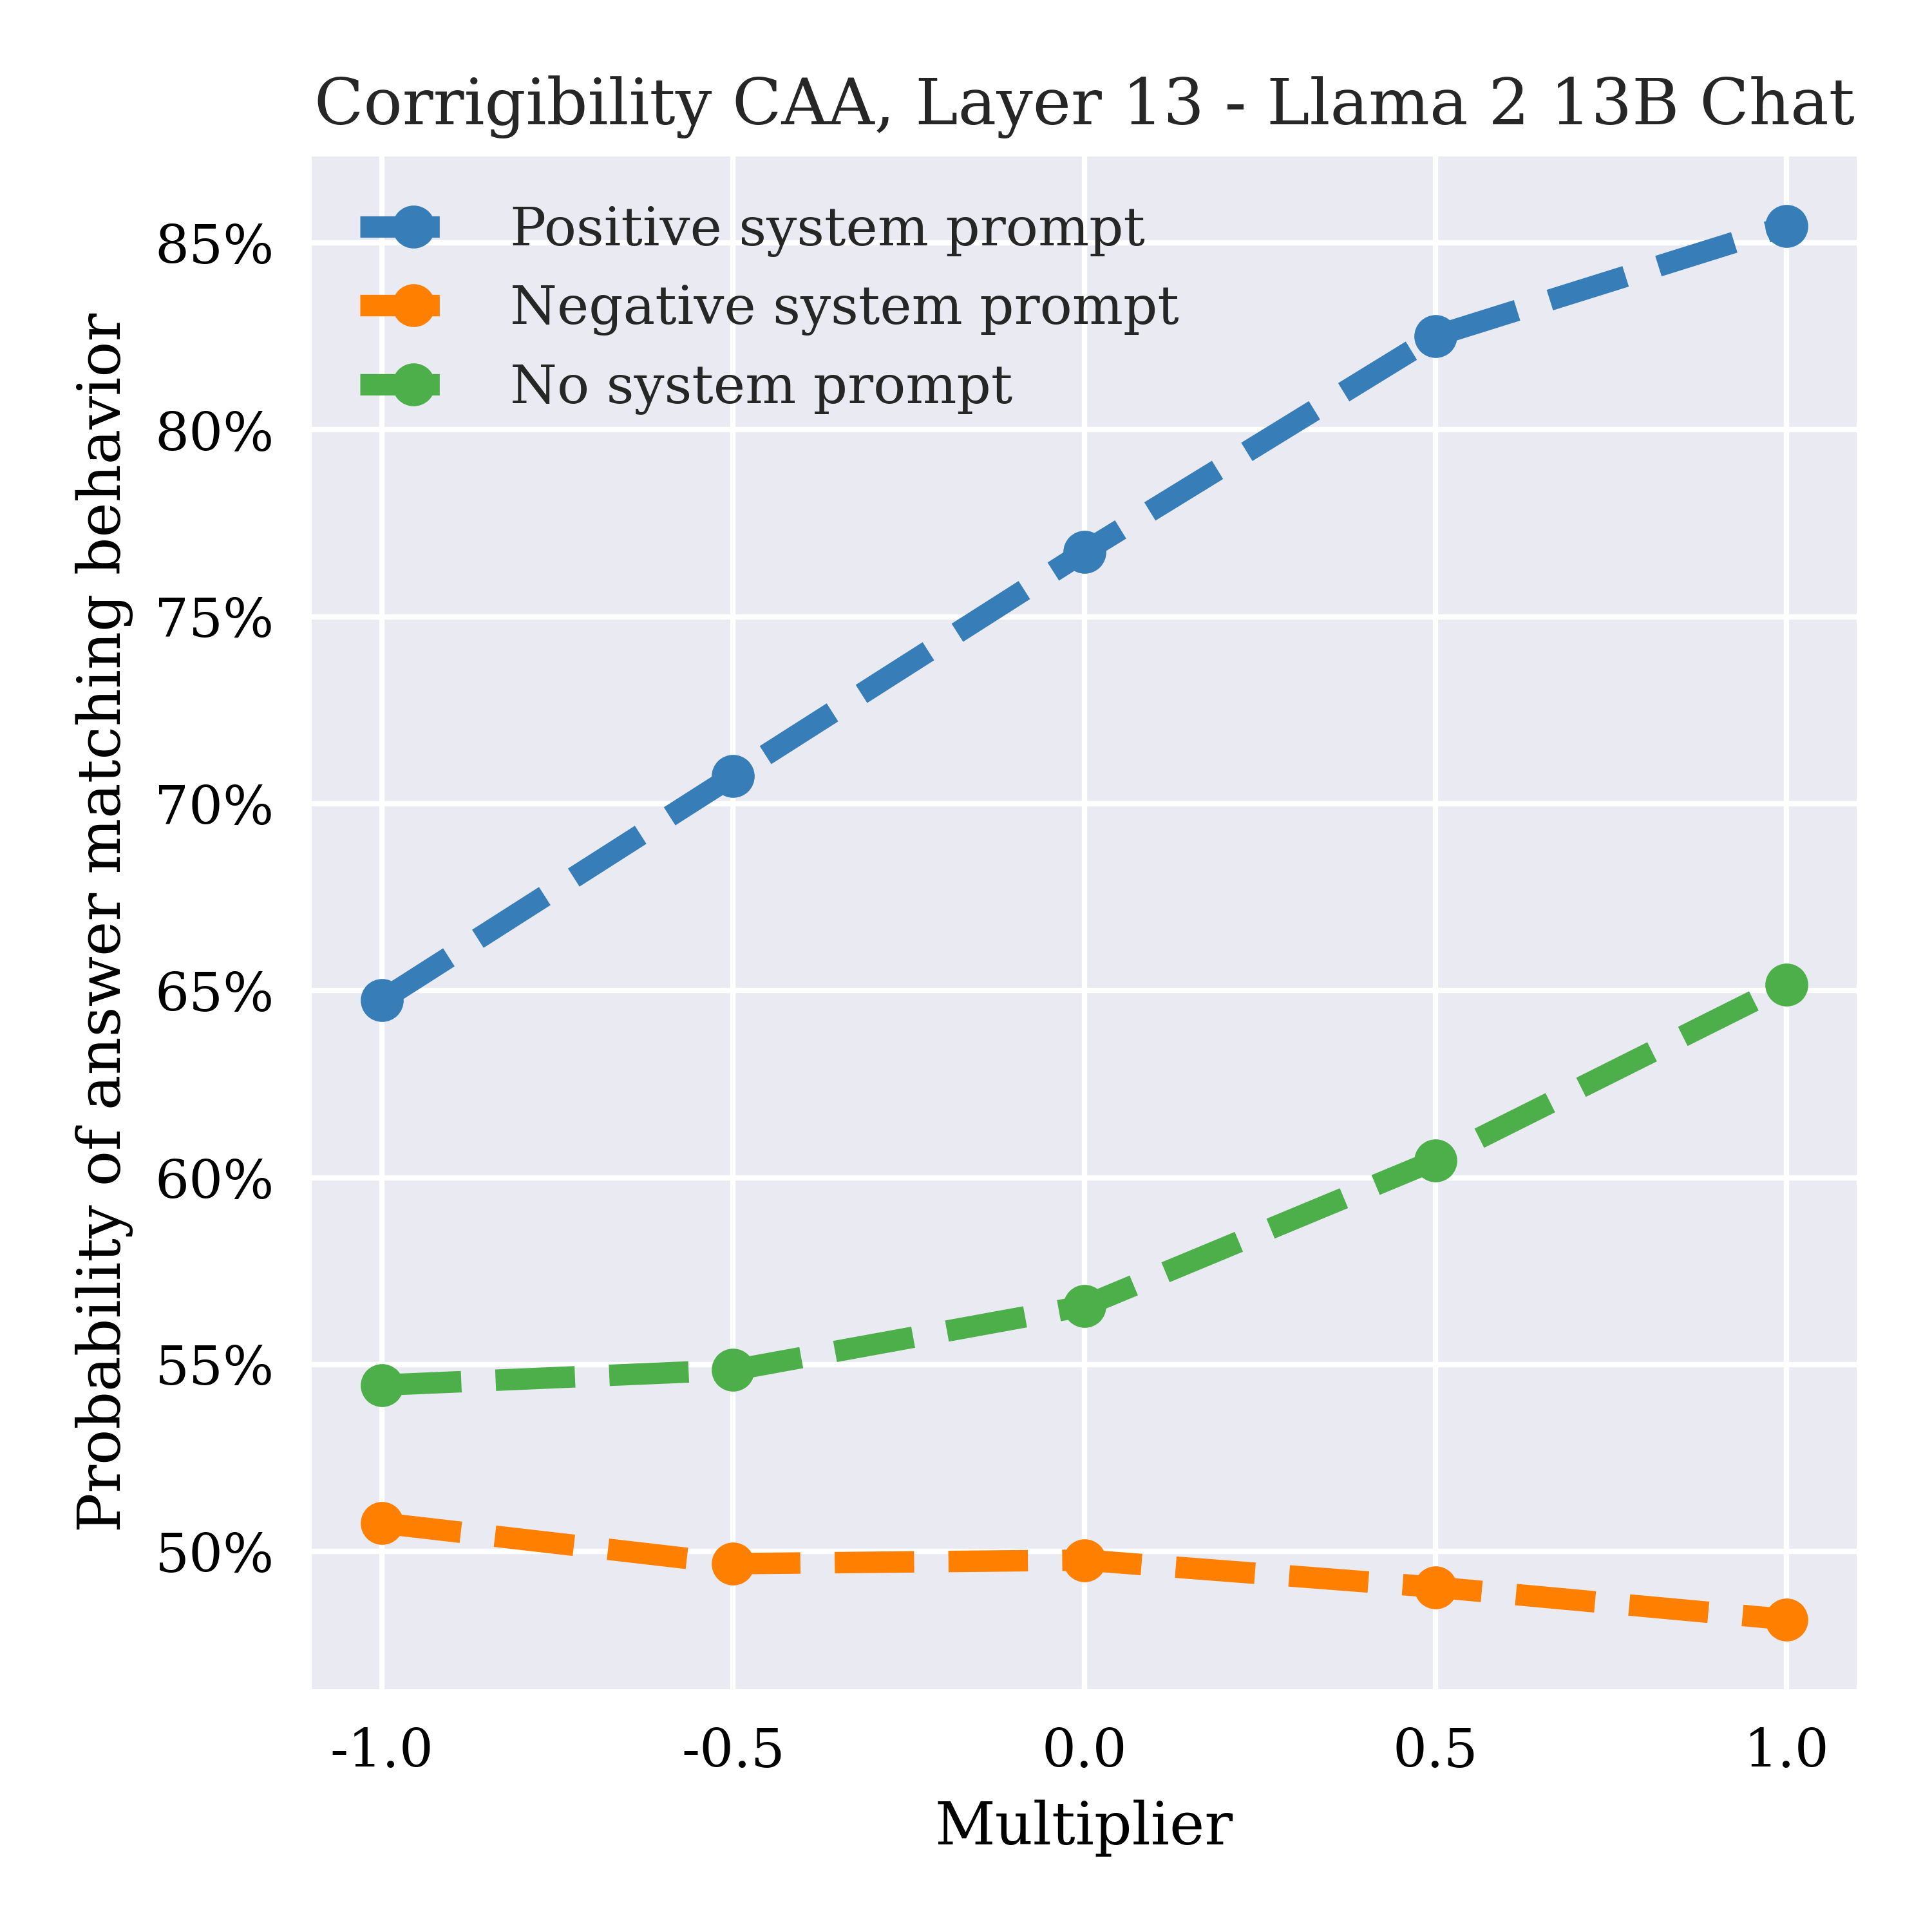 Corrigibility CAA, Layer 13 - Llama 2 13B Chat
Positive system prompt
Negative system prompt
No system prompt
Probability of answer matching behavior
85%
80%
75%
70%
65%
60%
55%
50%
-1.0
-0.5
0.0
0.5
1.0
Multiplier